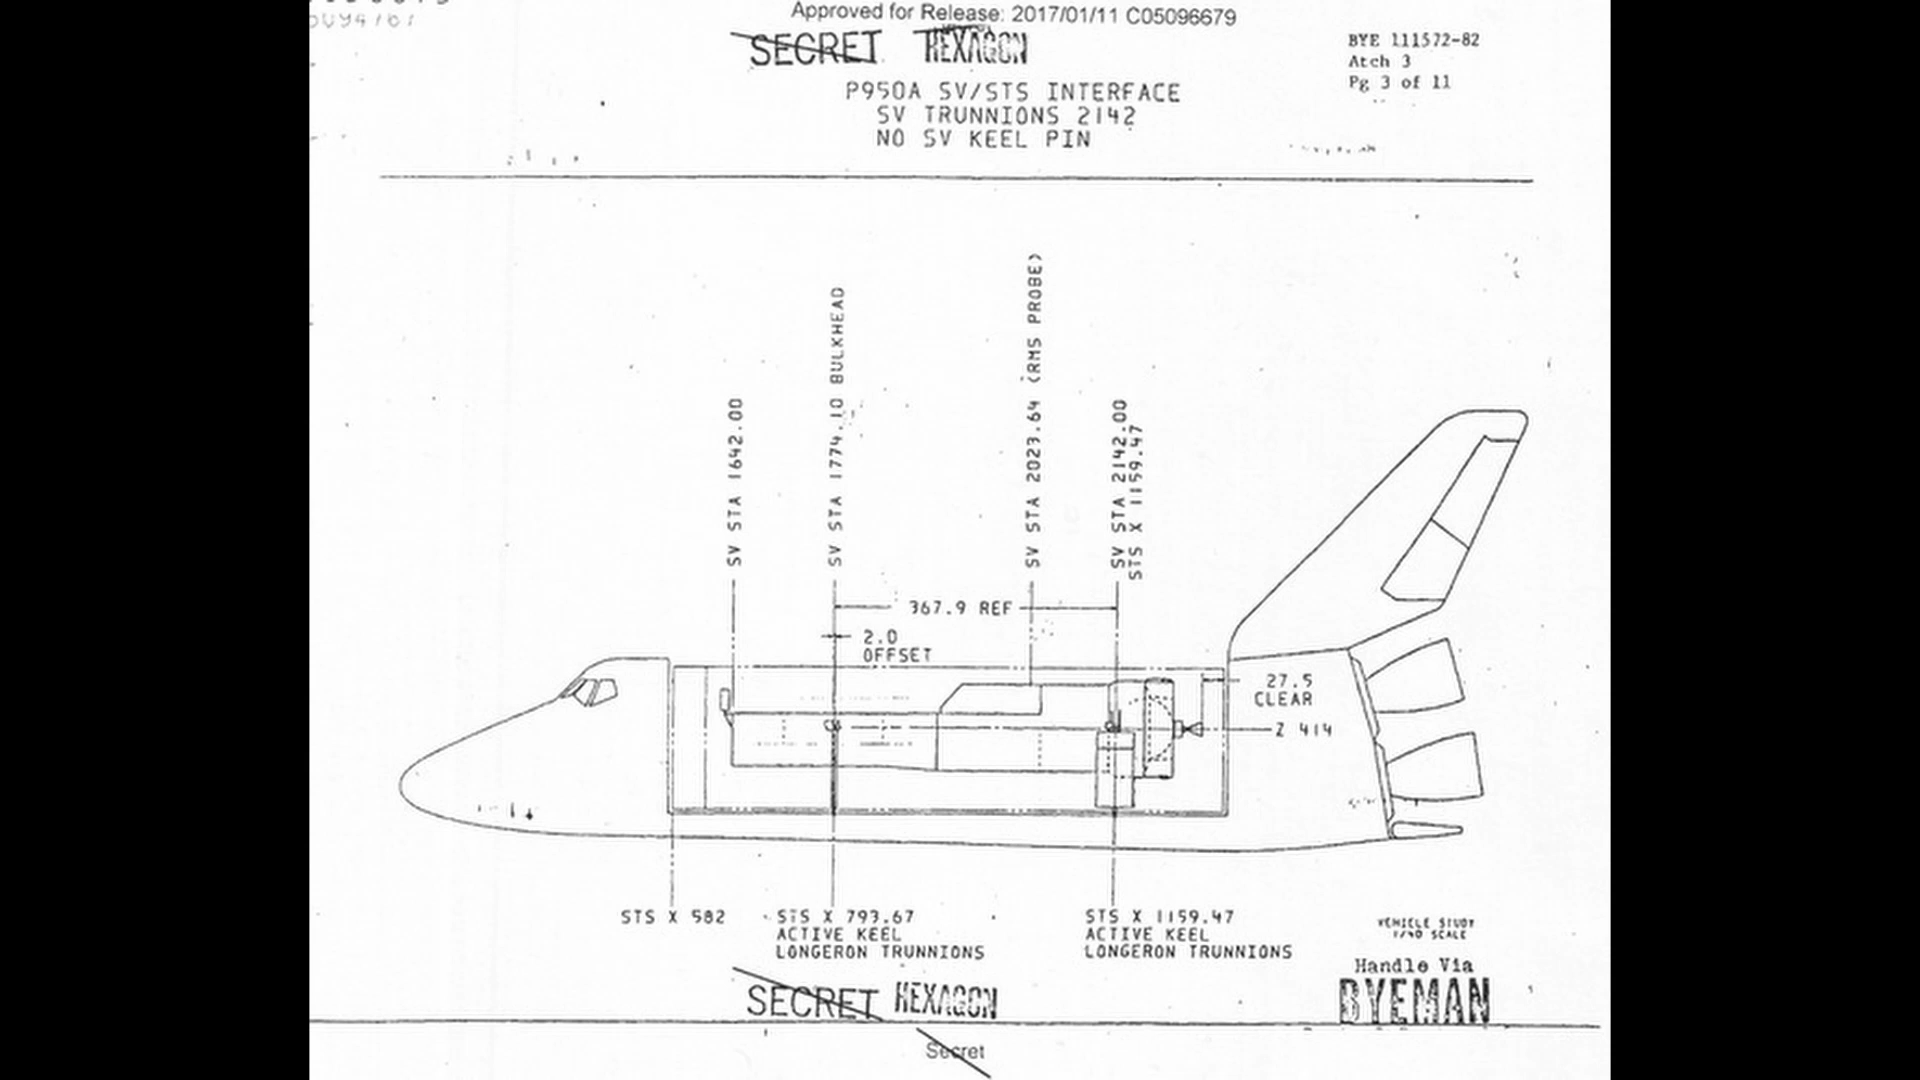 Approved for Release: 2017/01/11 C05096679
SECRET HEXAGON
BYE 111572-82
Atch 3
Pg 3 of 11
P950A SV/STS INTERFACE
SV TRUNNIONS 2142
NO SV KEEL PIN
SV STA 1642.00
SV STA 1774.10 BULKHEAD
SV STA 2023.64 (RMS PROBE)
SV STA 2142.00
STS X 1159.47
367.9 REF
2.0
OFFSET
27.5
CLEAR
Z 414
STS X 582
STS X 793.67
ACTIVE KEEL
LONGERON TRUNNIONS
STS X 1159.47
ACTIVE KEEL
LONGERON TRUNNIONS
VEHICLE STUDY
1/40 SCALE
Handle Via
BYEMAN
SECRET HEXAGON
Secret